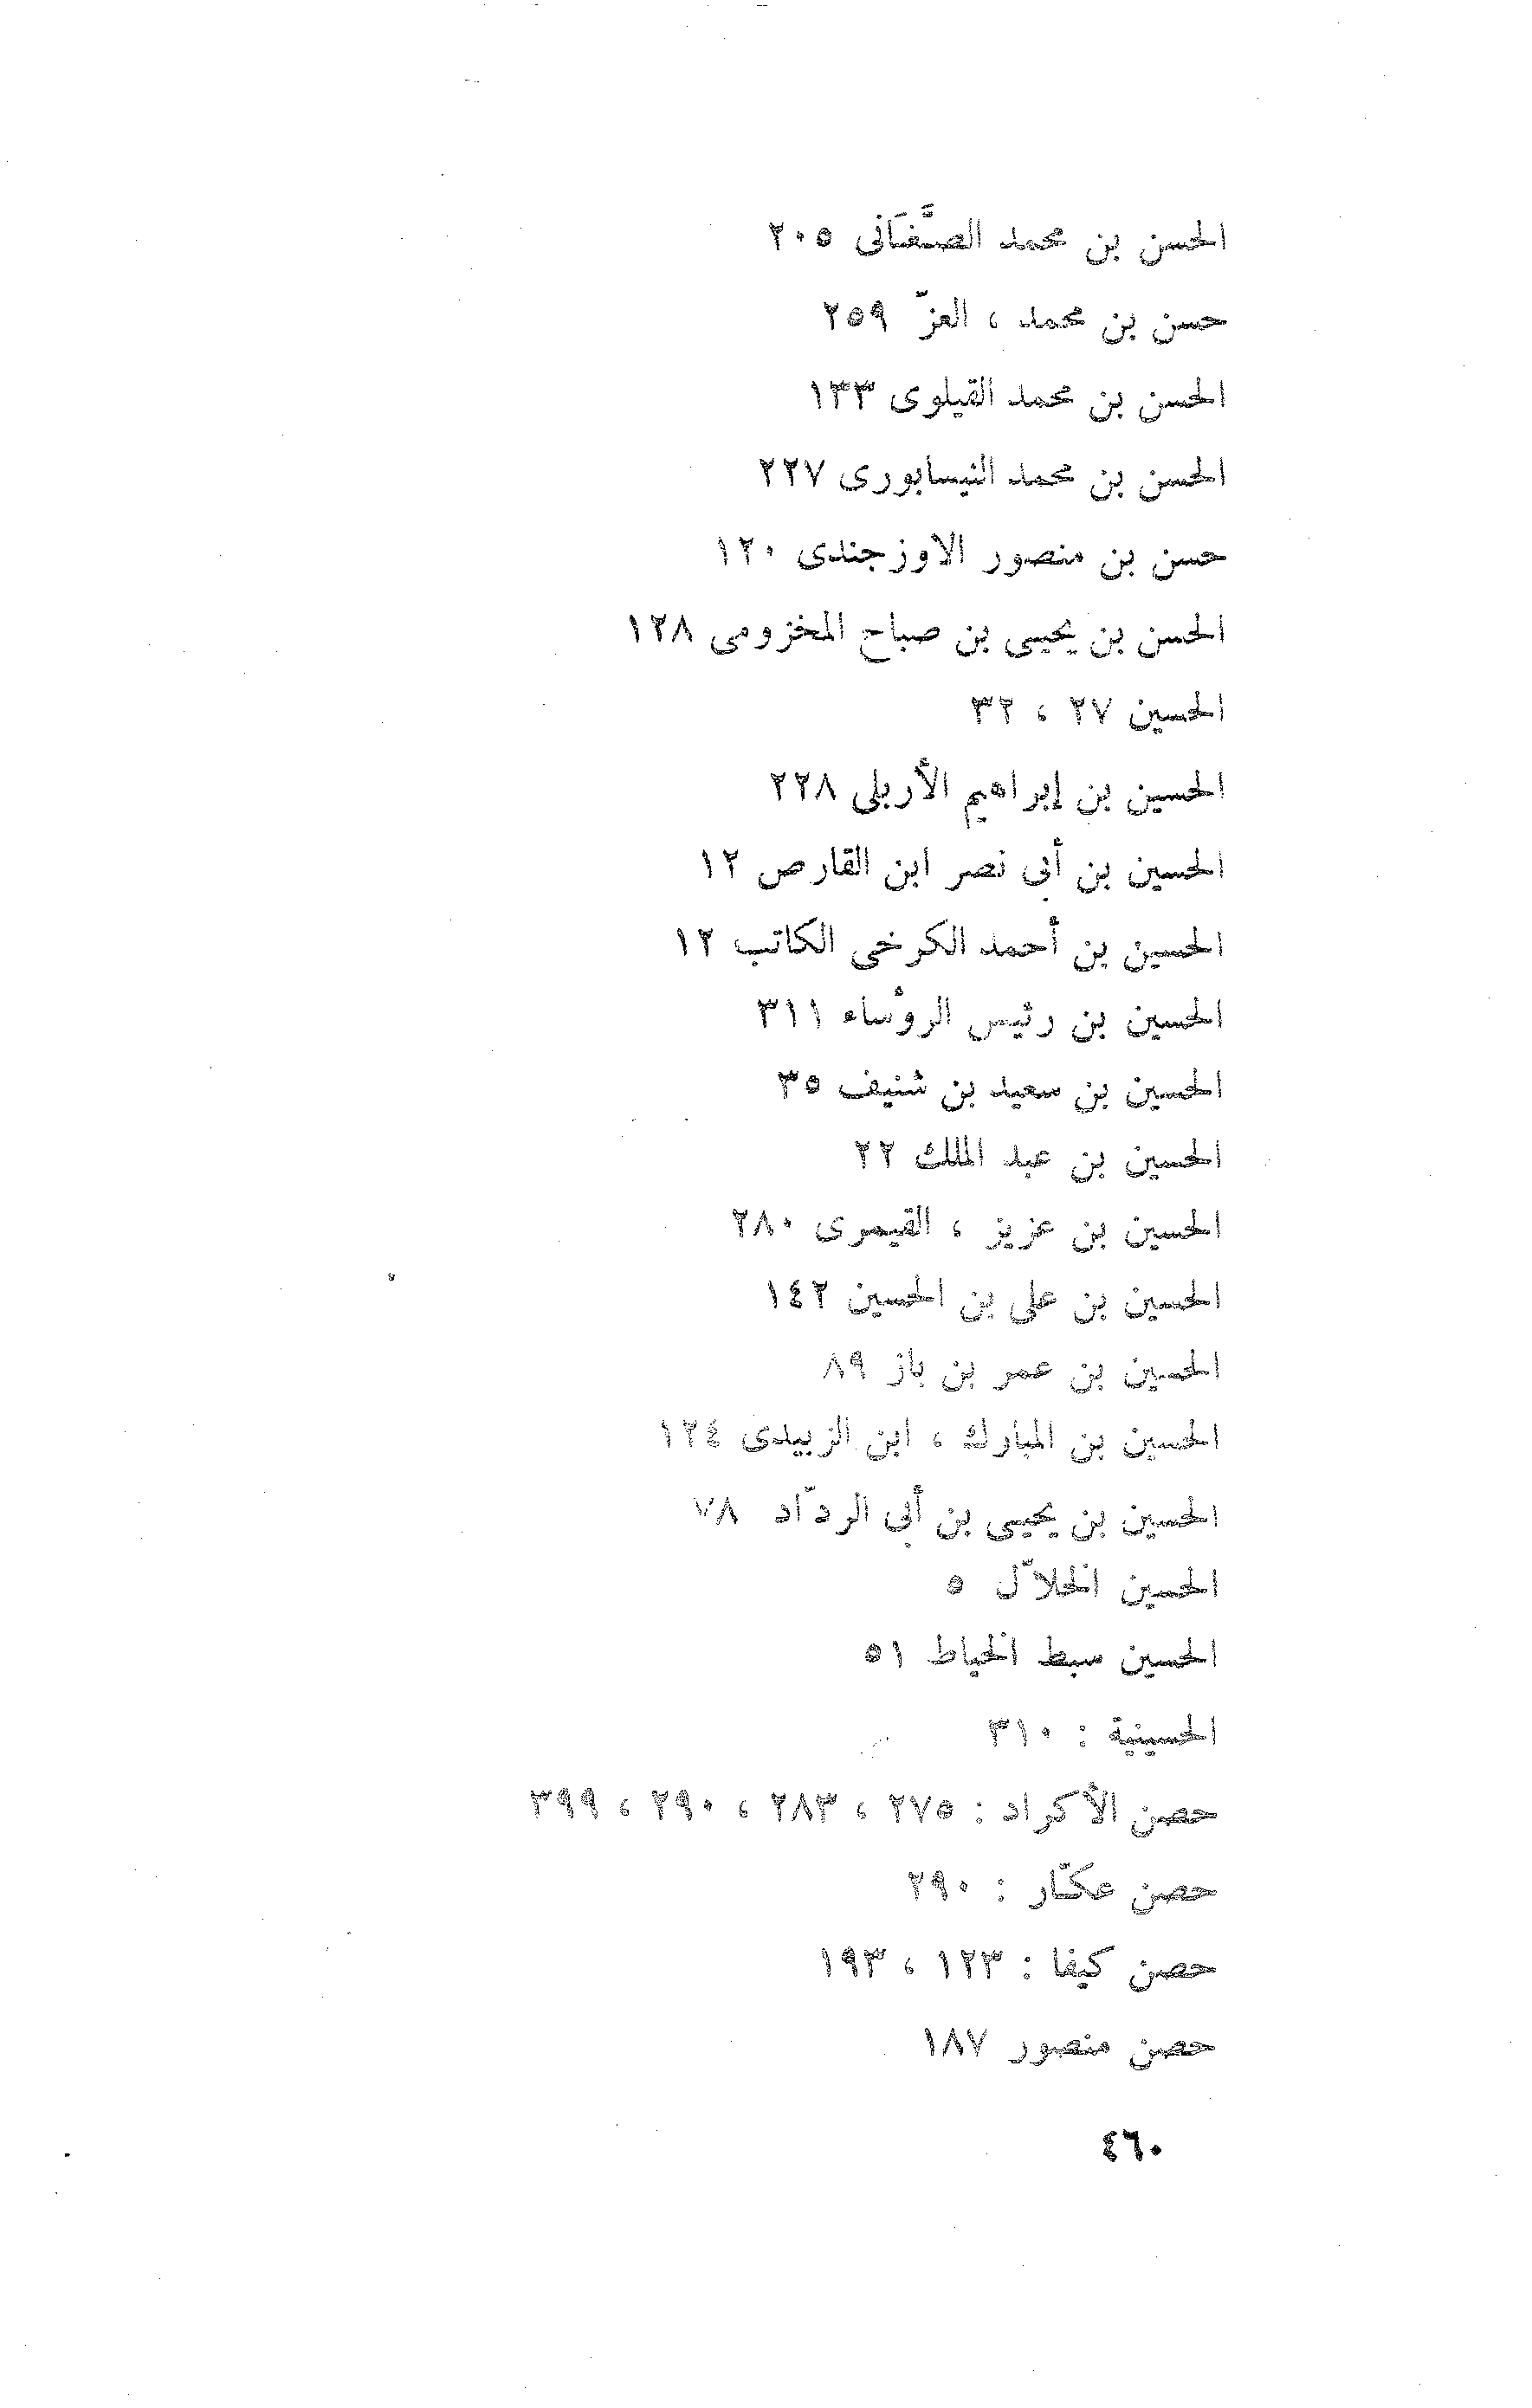 الحسن بن محمد الصَّغَانى ٢٠٥
حسن بن محمد ، العزّ ٢٥٩
الحسن بن محمد القيلوى ١٣٣
الحسن بن محمد النيسابورى ٢٢٧
حسن بن منصور الاوزجندى ١٢٠
الحسن بن يحيى بن صباح المخزومى ١٢٨
الحسين ٢٧ ، ٣٢
الحسين بن إبراهيم الأربلى ٢٢٨
الحسين بن أبى نصر ابن القارص ١٢
الحسين بن أحمد الكرخى الكاتب ١٢
الحسين بن رئيس الرؤساء ٣١١
الحسين بن سعيد بن شنيف ٣٥
الحسين بن عبد الملك ٢٢
الحسين بن عزيز ، القيمرى ٢٨٠
الحسين بن على بن الحسين ١٤٢
الحسين بن عمر بن باز ٨٩
الحسين بن المبارك ، ابن الزبيدى ١٢٤
الحسين بن يحيى بن أبى الردّاد ٧٨
الحسين الخلاّل ٥
الحسين سبط الخياط ٥١
الحسينية : ٣١٠
حصن الأكراد : ٢٧٥ ، ٢٨٣ ، ٢٩٠ ، ٣٩٩
حصن عكّار : ٢٩٠
حصن كيفا : ١٢٣ ، ١٩٣
حصن منصور ١٨٧
٤٦٠